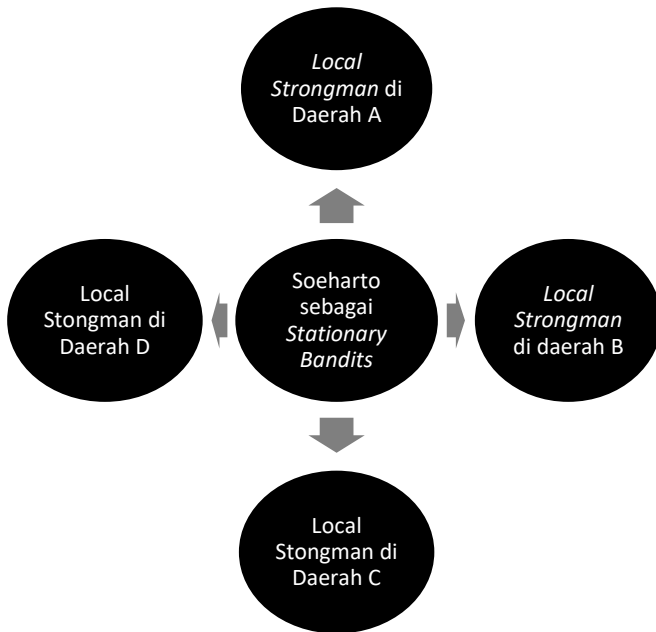 Local
Strongman di
Daerah A
Local
Stongman di
Daerah D
Soeharto
sebagai
Stationary
Bandits
Local
Strongman
di daerah B
Local
Stongman di
Daerah C